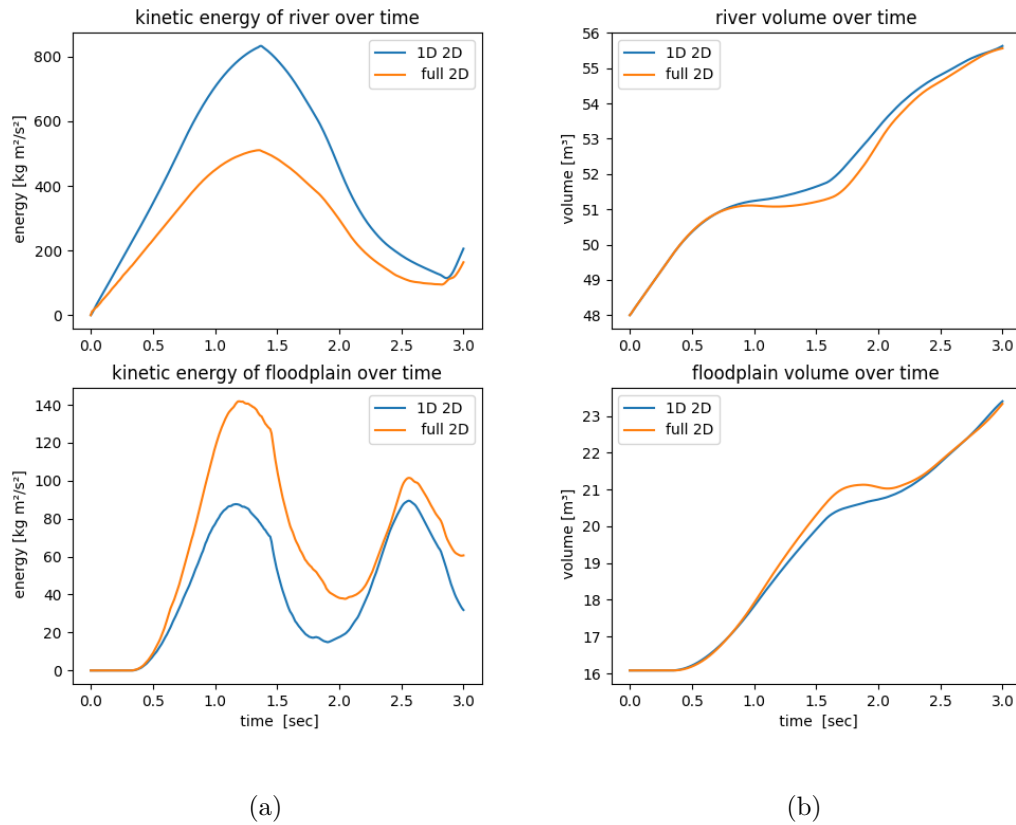 kinetic energy of river over time
energy [kg m²/s²]
800
600
400
200
0
1D 2D
full 2D
0.0 0.5 1.0 1.5 2.0 2.5 3.0
river volume over time
volume [m³]
56
55
54
53
52
51
50
49
48
1D 2D
full 2D
0.0 0.5 1.0 1.5 2.0 2.5 3.0
kinetic energy of floodplain over time
energy [kg m²/s²]
140
120
100
80
60
40
20
0
1D 2D
full 2D
0.0 0.5 1.0 1.5 2.0 2.5 3.0
time [sec]
floodplain volume over time
volume [m³]
23
22
21
20
19
18
17
16
1D 2D
full 2D
0.0 0.5 1.0 1.5 2.0 2.5 3.0
time [sec]
(a)
(b)